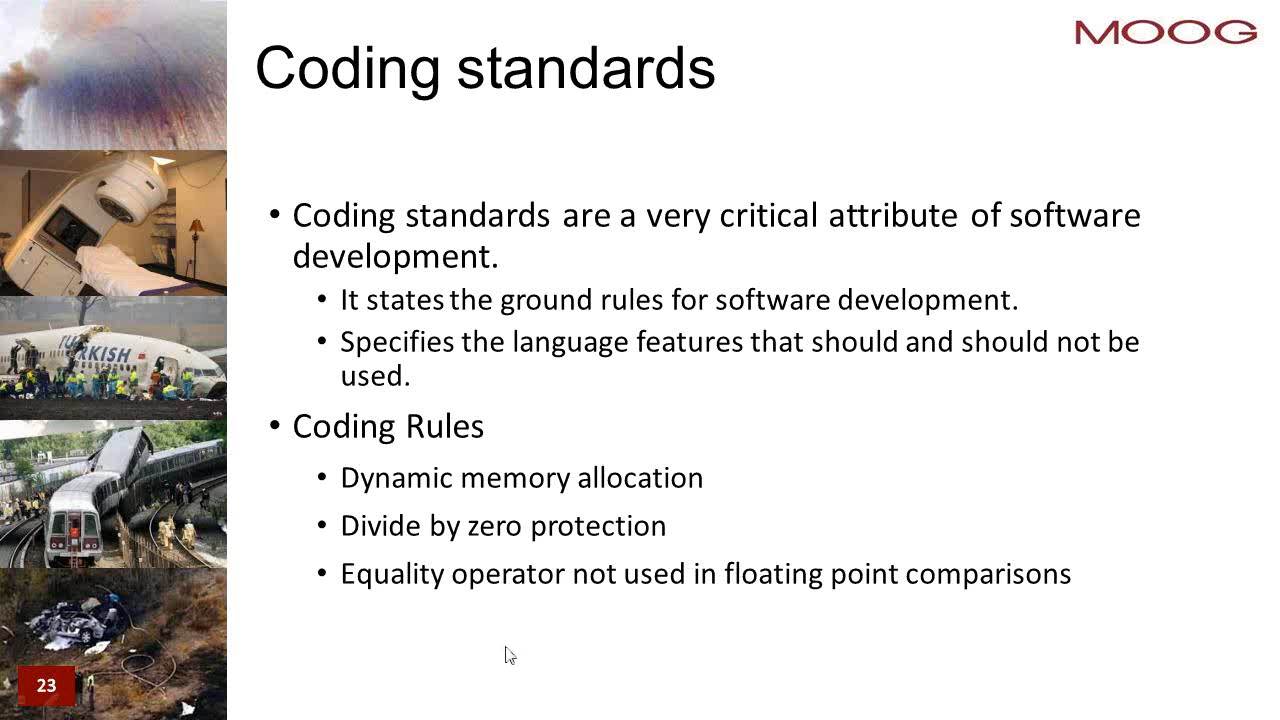 MOOG
Coding standards
• Coding standards are a very critical attribute of software
development.
• It states the ground rules for software development.
• Specifies the language features that should and should not be
used.
• Coding Rules
• Dynamic memory allocation
• Divide by zero protection
• Equality operator not used in floating point comparisons
TURKISH
23